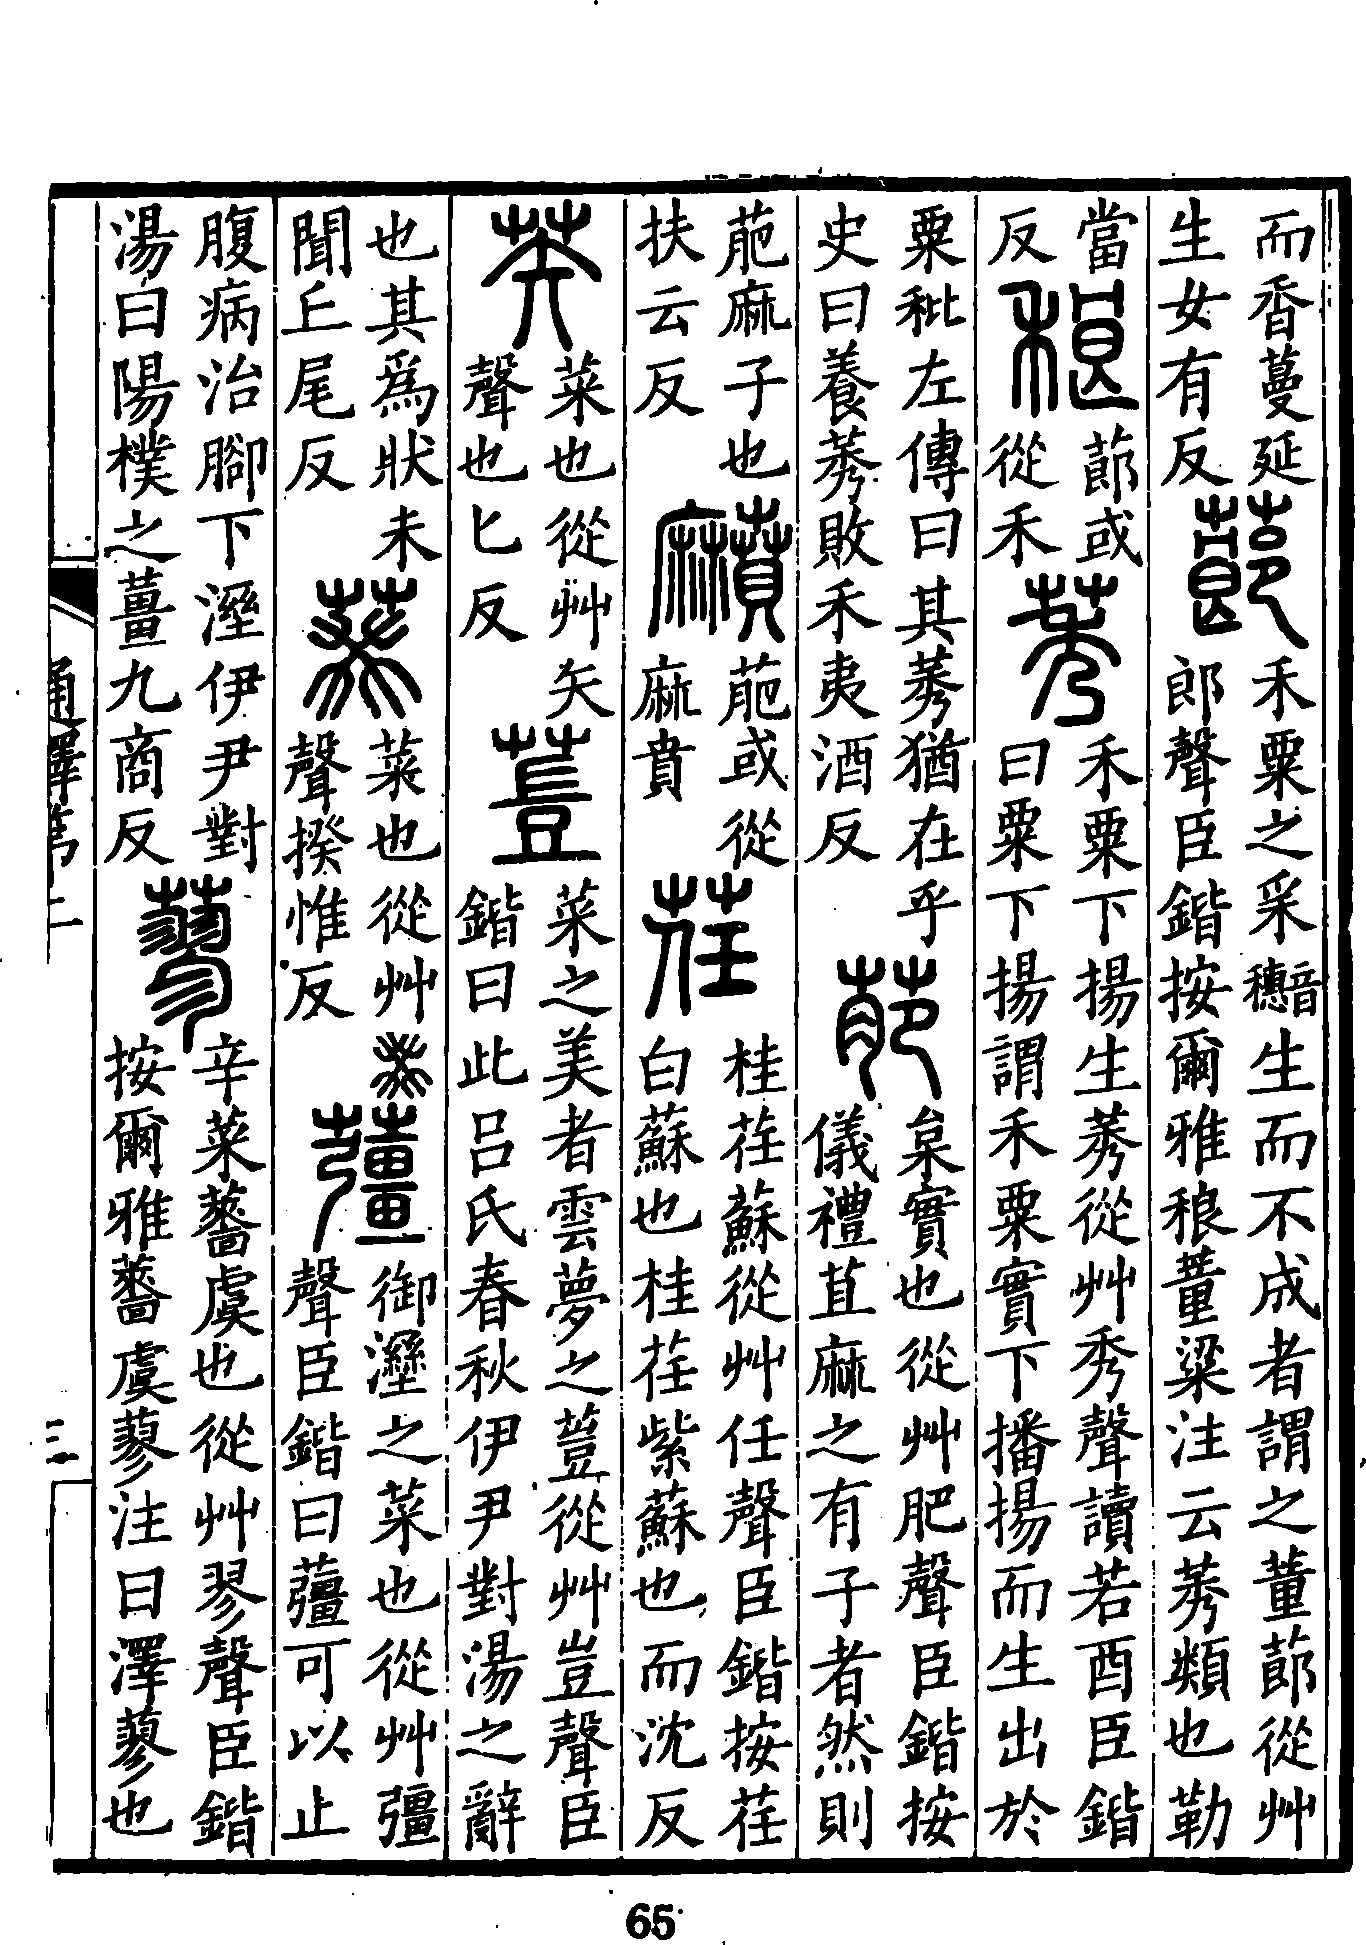 而香蔓延
生女有反
蓈
禾粟之采穗音生而不成者謂之董蓈從艸
郎聲臣鍇按爾雅稂董粱注云莠類也勒
當
反
稂
蓈或
從禾
莠
禾粟下揚生莠從艸秀聲讀若酉臣鍇
曰粟下揚謂禾粟實下播揚而生出於
粟秕左傳曰其莠猶在乎
史曰養莠敗禾夷酒反
萉
枲實也從艸肥聲臣鍇按
儀禮苴麻之有子者然則
萉麻子也
扶云反
𪎰
萉或從
麻賁
荏
桂荏蘇從艸任聲臣鍇按荏
白蘇也桂荏紫蘇也而沈反
𦬊
菜也從艸矢
聲也匕反
䔇
菜之美者雲夢之䔇從艸豈聲臣
鍇曰此呂氏春秋伊尹對湯之辭
也其爲狀未
聞丘尾反
葵
菜也從艸癸
聲揆惟反
䕬
御溼之菜也從艸彊
聲臣鍇曰䕬可以止
腹病治腳下溼伊尹對
湯曰陽樸之薑九商反
蓼
辛菜薔虞也從艸翏聲臣鍇
按爾雅薔虞蓼注曰澤蓼也
通釋第二
65